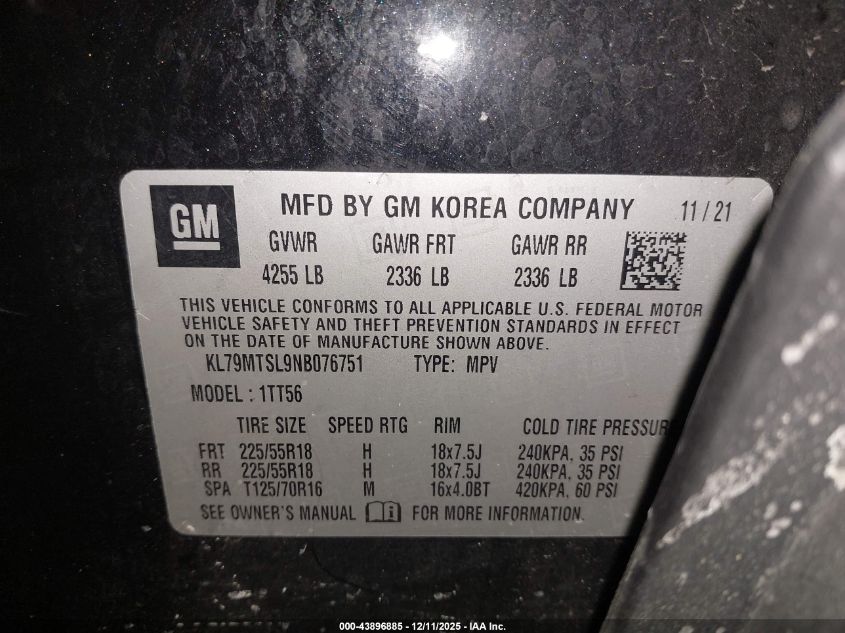 GM
MFD BY GM KOREA COMPANY 11/21
GVWR GAWR FRT GAWR RR
4255 LB 2336 LB 2336 LB
THIS VEHICLE CONFORMS TO ALL APPLICABLE U.S. FEDERAL MOTOR
VEHICLE SAFETY AND THEFT PREVENTION STANDARDS IN EFFECT
ON THE DATE OF MANUFACTURE SHOWN ABOVE.
KL79MTSL9NB076751 TYPE: MPV
MODEL : 1TT56
TIRE SIZE SPEED RTG RIM COLD TIRE PRESSUR
FRT 225/55R18 H 18x7.5J 240KPA, 35 PSI
RR 225/55R18 H 18x7.5J 240KPA, 35 PSI
SPA T125/70R16 M 16x4.0BT 420KPA, 60 PSI
SEE OWNER'S MANUAL FOR MORE INFORMATION.
000-43896885 - 12/11/2025 - IAA Inc.